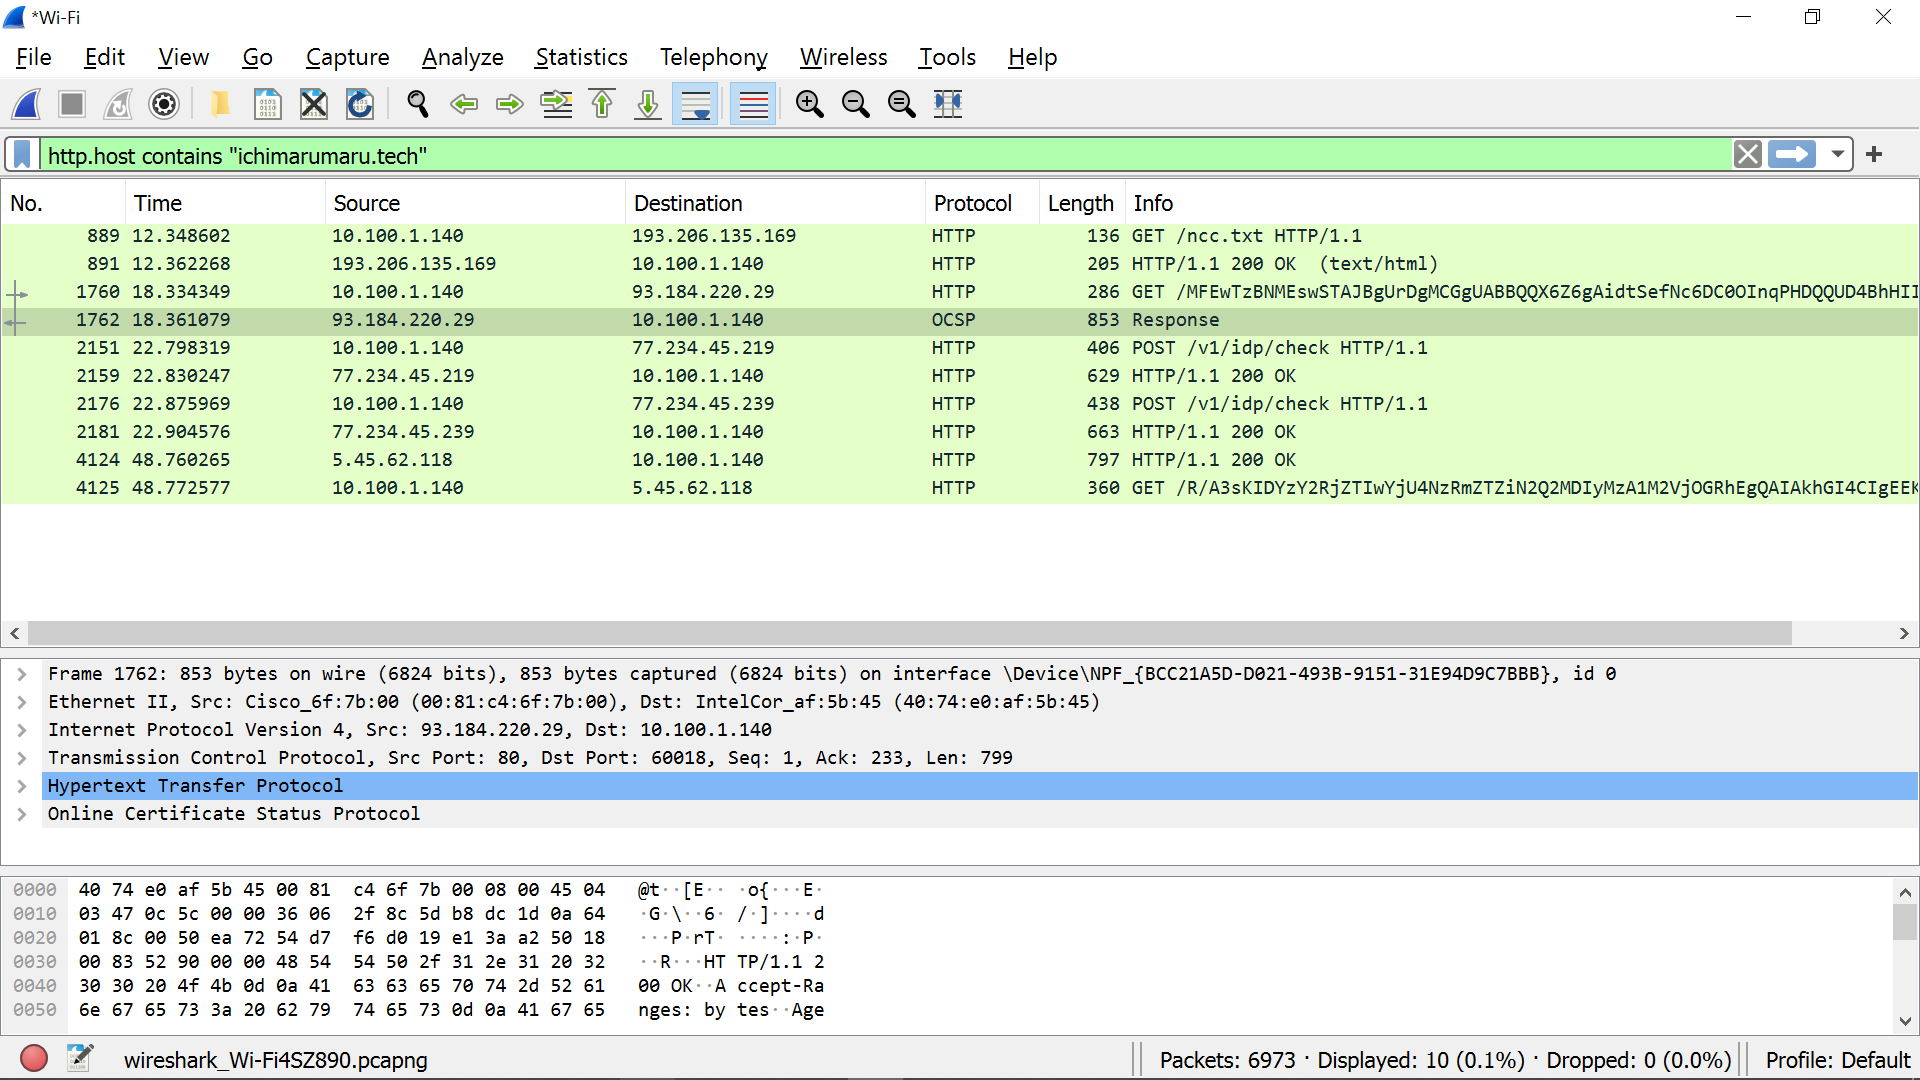 *Wi-Fi
File Edit View Go Capture Analyze Statistics Telephony Wireless Tools Help
http.host contains "ichimarumaru.tech"
No. Time Source Destination Protocol Length Info
889 12.348602 10.100.1.140 193.206.135.169 HTTP 136 GET /ncc.txt HTTP/1.1
891 12.362268 193.206.135.169 10.100.1.140 HTTP 205 HTTP/1.1 200 OK (text/html)
1760 18.334349 10.100.1.140 93.184.220.29 HTTP 286 GET /MFEwTzBNMEswSTAJBgUrDgMCGgUABBQQX6Z6gAidtSefNc6DC0OInqPHDQQUD4BhHII
1762 18.361079 93.184.220.29 10.100.1.140 OCSP 853 Response
2151 22.798319 10.100.1.140 77.234.45.219 HTTP 406 POST /v1/idp/check HTTP/1.1
2159 22.830247 77.234.45.219 10.100.1.140 HTTP 629 HTTP/1.1 200 OK
2176 22.875969 10.100.1.140 77.234.45.239 HTTP 438 POST /v1/idp/check HTTP/1.1
2181 22.904576 77.234.45.239 10.100.1.140 HTTP 663 HTTP/1.1 200 OK
4124 48.760265 5.45.62.118 10.100.1.140 HTTP 797 HTTP/1.1 200 OK
4125 48.772577 10.100.1.140 5.45.62.118 HTTP 360 GET /R/A3sKIDYzY2RjZTIwYjU4NzRmZTZiN2Q2MDIyMzA1M2VjOGRhEgQAIAkhGI4CIgEEK
Frame 1762: 853 bytes on wire (6824 bits), 853 bytes captured (6824 bits) on interface \Device\NPF_{BCC21A5D-D021-493B-9151-31E94D9C7BBB}, id 0
Ethernet II, Src: Cisco_6f:7b:00 (00:81:c4:6f:7b:00), Dst: IntelCor_af:5b:45 (40:74:e0:af:5b:45)
Internet Protocol Version 4, Src: 93.184.220.29, Dst: 10.100.1.140
Transmission Control Protocol, Src Port: 80, Dst Port: 60018, Seq: 1, Ack: 233, Len: 799
Hypertext Transfer Protocol
Online Certificate Status Protocol
0000 40 74 e0 af 5b 45 00 81 c4 6f 7b 00 08 00 45 04 @t··[E·· ·o{···E·
0010 03 47 0c 5c 00 00 36 06 2f 8c 5d b8 dc 1d 0a 64 ·G·\··6· /·]····d
0020 01 8c 00 50 ea 72 54 d7 f6 d0 19 e1 3a a2 50 18 ···P·rT· ····:·P·
0030 00 83 52 90 00 00 48 54 54 50 2f 31 2e 31 20 32 ··R···HT TP/1.1 2
0040 30 30 20 4f 4b 0d 0a 41 63 63 65 70 74 2d 52 61 00 OK··A ccept-Ra
0050 6e 67 65 73 3a 20 62 79 74 65 73 0d 0a 41 67 65 nges: by tes··Age
wireshark_Wi-Fi4SZ890.pcapng Packets: 6973 · Displayed: 10 (0.1%) · Dropped: 0 (0.0%) Profile: Default